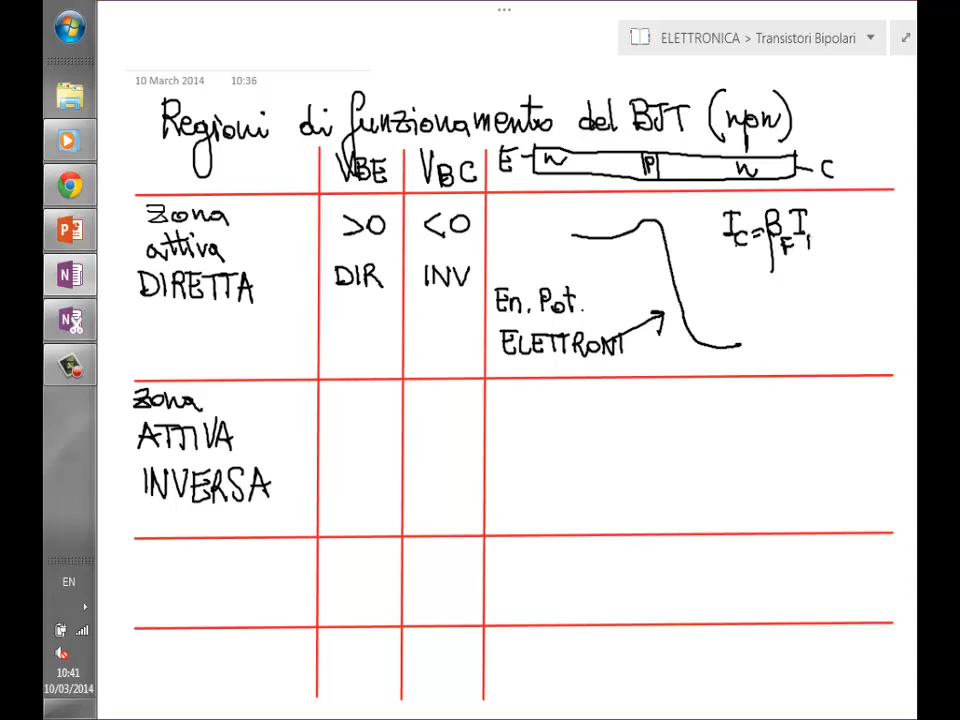 ELETTRONICA > Transistori Bipolari
10 March 2014 10:36
Regioni di funzionamento del BJT (npn)
VBE VBC E n P n C
Zona attiva DIRETTA
>0 <0
DIR INV
En. Pot. ELETTRONI
IC=βF I
zona ATTIVA INVERSA
EN
10:41
10/03/2014